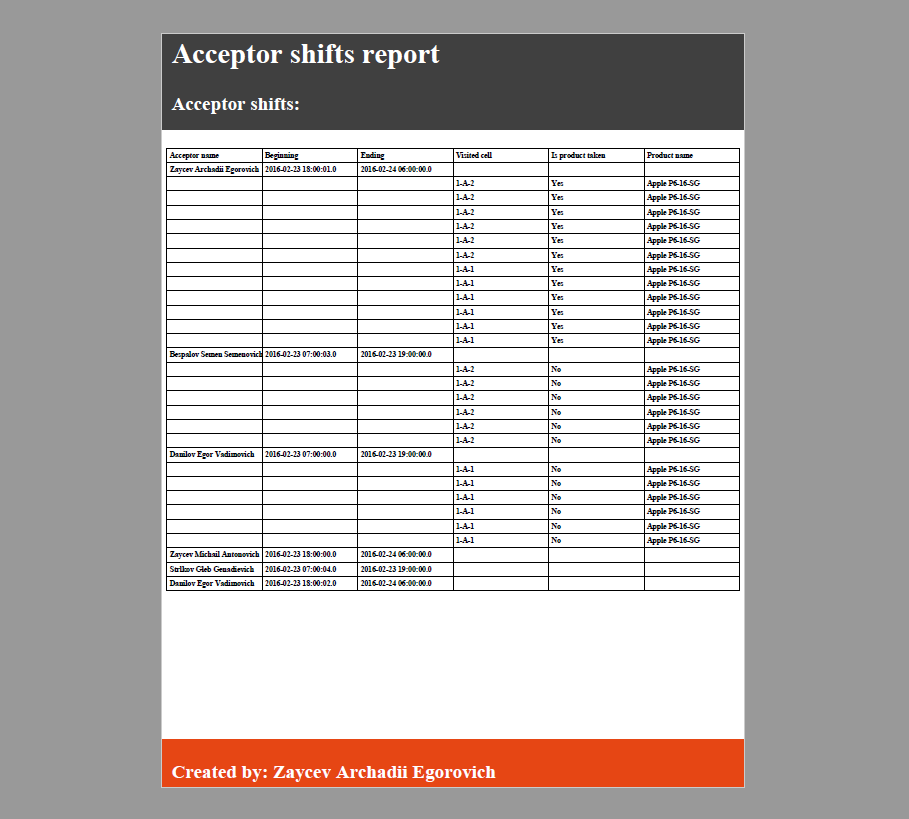 Acceptor shifts report
Acceptor shifts:
Acceptor name Beginning Ending Visited cell Is product taken Product name
Zaycev Archadii Egorovich 2016-02-23 18:00:01.0 2016-02-24 06:00:00.0
1-A-2 Yes Apple P6-16-SG
1-A-2 Yes Apple P6-16-SG
1-A-2 Yes Apple P6-16-SG
1-A-2 Yes Apple P6-16-SG
1-A-2 Yes Apple P6-16-SG
1-A-2 Yes Apple P6-16-SG
1-A-1 Yes Apple P6-16-SG
1-A-1 Yes Apple P6-16-SG
1-A-1 Yes Apple P6-16-SG
1-A-1 Yes Apple P6-16-SG
1-A-1 Yes Apple P6-16-SG
1-A-1 Yes Apple P6-16-SG
Bespalov Semen Semenovich 2016-02-23 07:00:03.0 2016-02-23 19:00:00.0
1-A-2 No Apple P6-16-SG
1-A-2 No Apple P6-16-SG
1-A-2 No Apple P6-16-SG
1-A-2 No Apple P6-16-SG
1-A-2 No Apple P6-16-SG
1-A-2 No Apple P6-16-SG
Danilov Egor Vadimovich 2016-02-23 07:00:00.0 2016-02-23 19:00:00.0
1-A-1 No Apple P6-16-SG
1-A-1 No Apple P6-16-SG
1-A-1 No Apple P6-16-SG
1-A-1 No Apple P6-16-SG
1-A-1 No Apple P6-16-SG
1-A-1 No Apple P6-16-SG
Zaycev Michail Antonovich 2016-02-23 18:00:00.0 2016-02-24 06:00:00.0
Strlkov Gleb Genadievich 2016-02-23 07:00:04.0 2016-02-23 19:00:00.0
Danilov Egor Vadimovich 2016-02-23 18:00:02.0 2016-02-24 06:00:00.0
Created by: Zaycev Archadii Egorovich